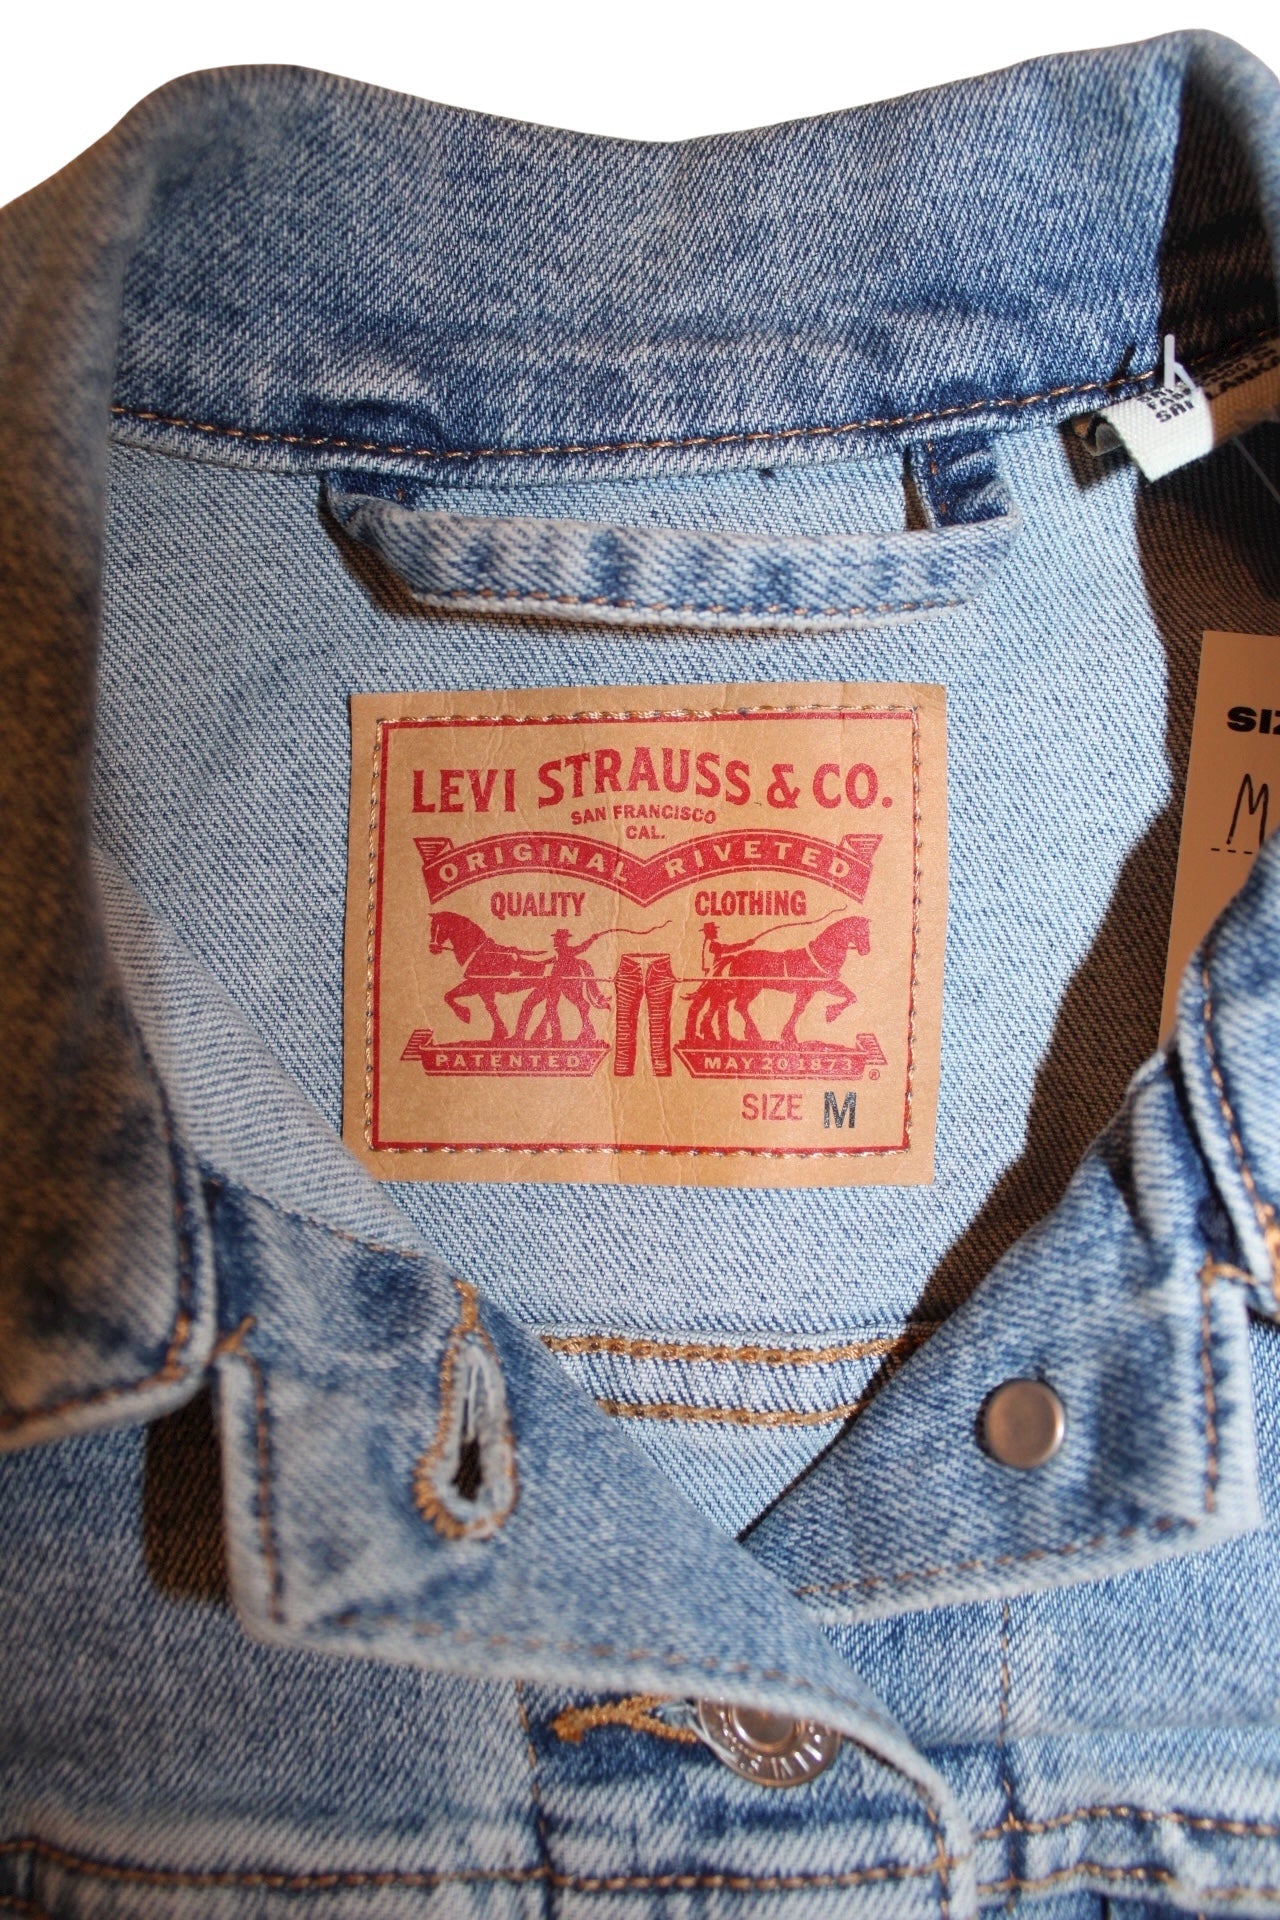 LEVI STRAUSS & CO.
SAN FRANCISCO
CAL.
ORIGINAL RIVETED
QUALITY CLOTHING
PATENTED MAY 20 1873
®
SIZE M
M